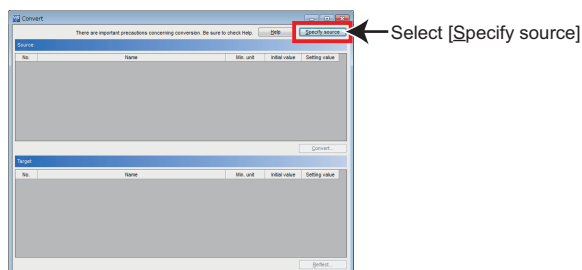 Convert
There are important precautions concerning conversion. Be sure to check Help. Help Specify source
Select [Specify source]
Source
No. Name Min. unit Initial value Setting value
Convert...
Target
No. Name Min. unit Initial value Setting value
Reflect...